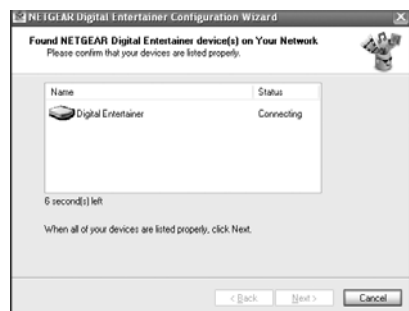 NETGEAR Digital Entertainer Configuration Wizard
Found NETGEAR Digital Entertainer device(s) on Your Network
Please confirm that your devices are listed properly.
Name Status
Digital Entertainer Connecting
6 second(s) left
When all of your devices are listed properly, click Next.
< Back Next > Cancel